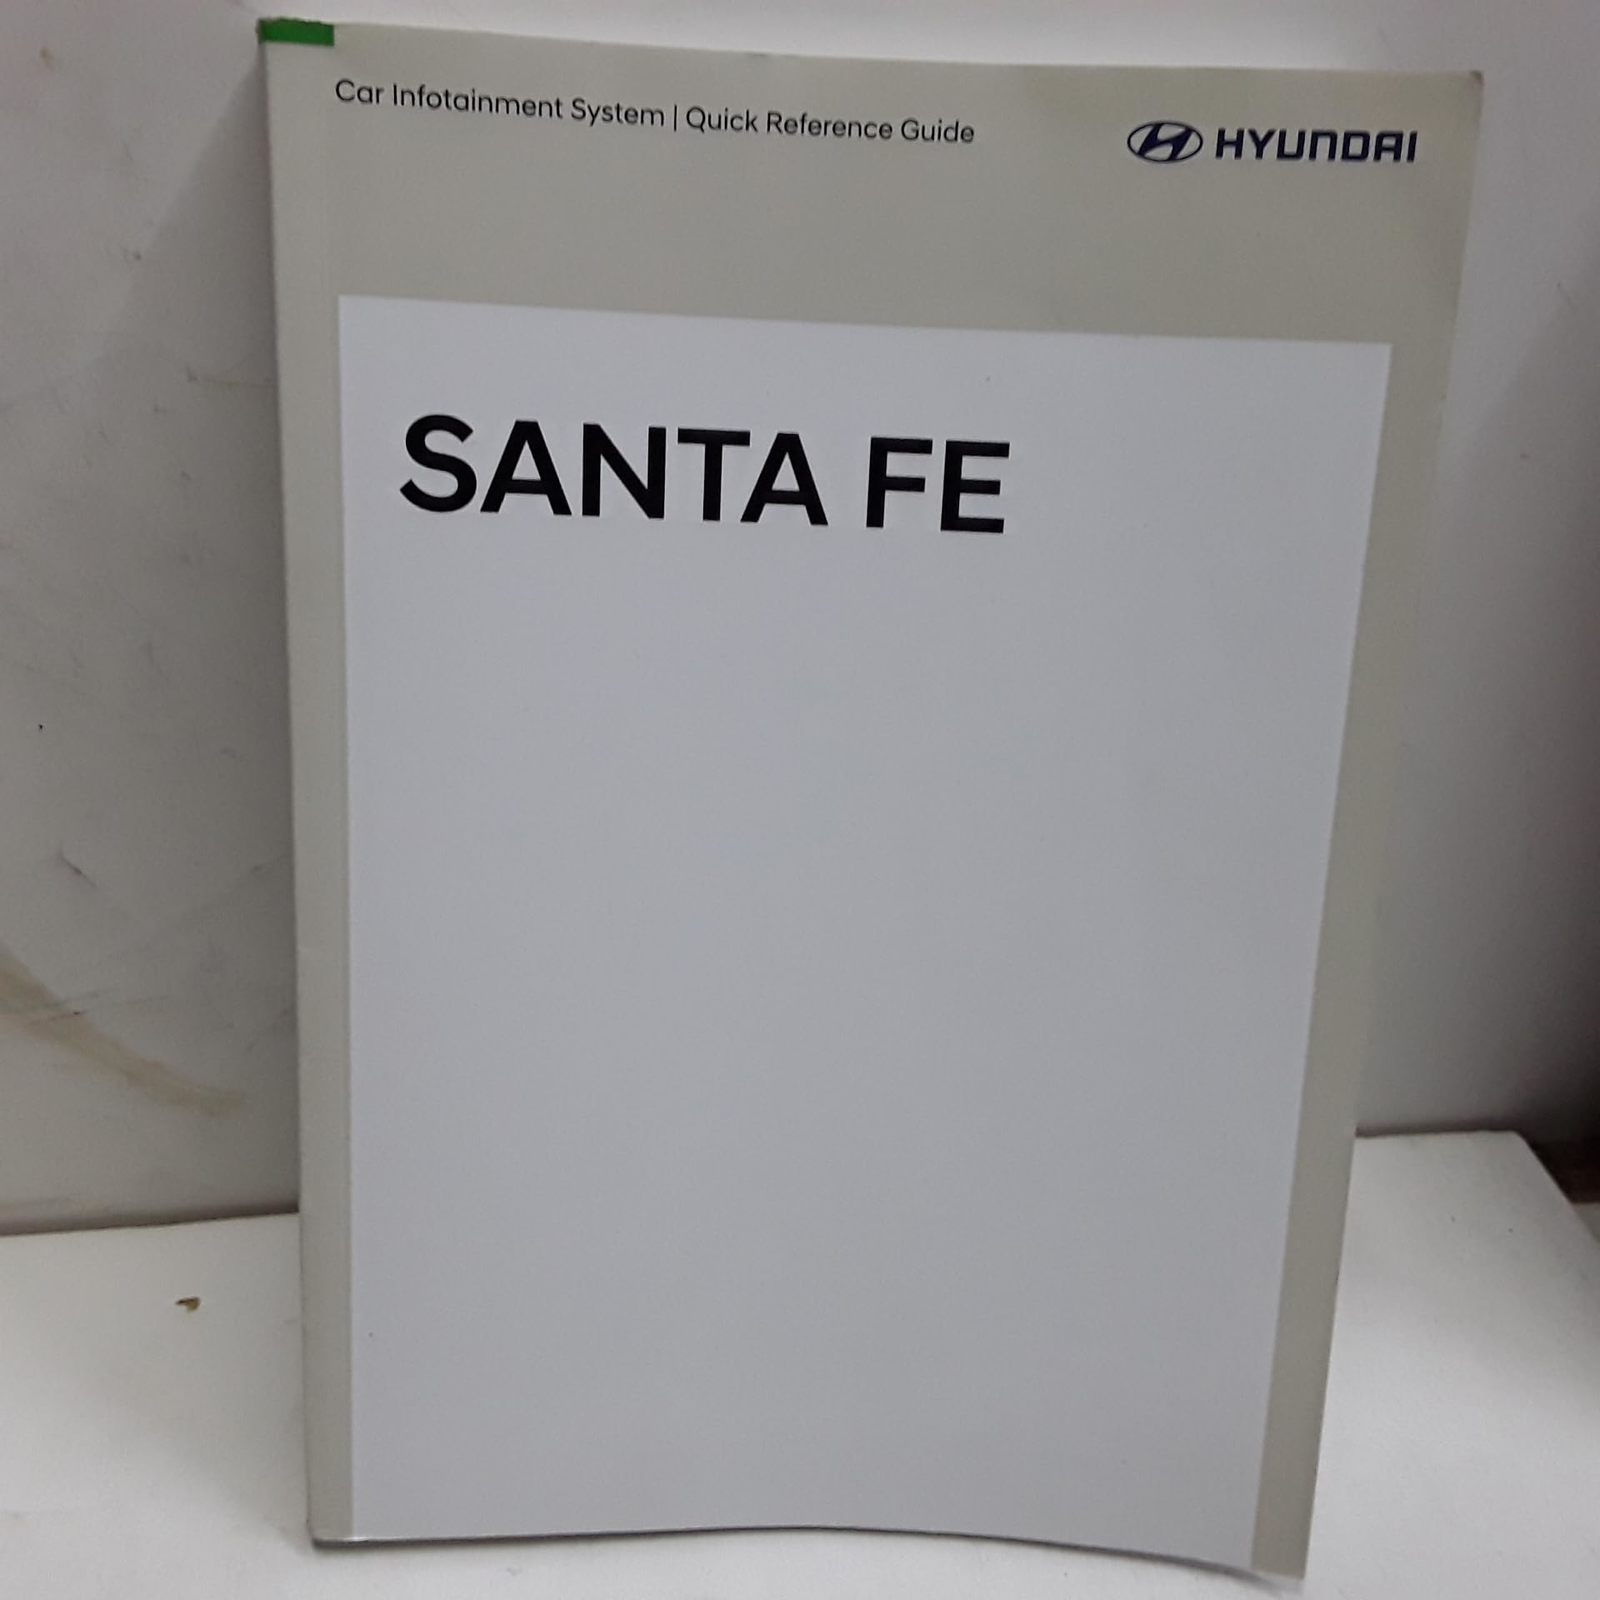 Car Infotainment System | Quick Reference Guide
HYUNDAI
SANTA FE